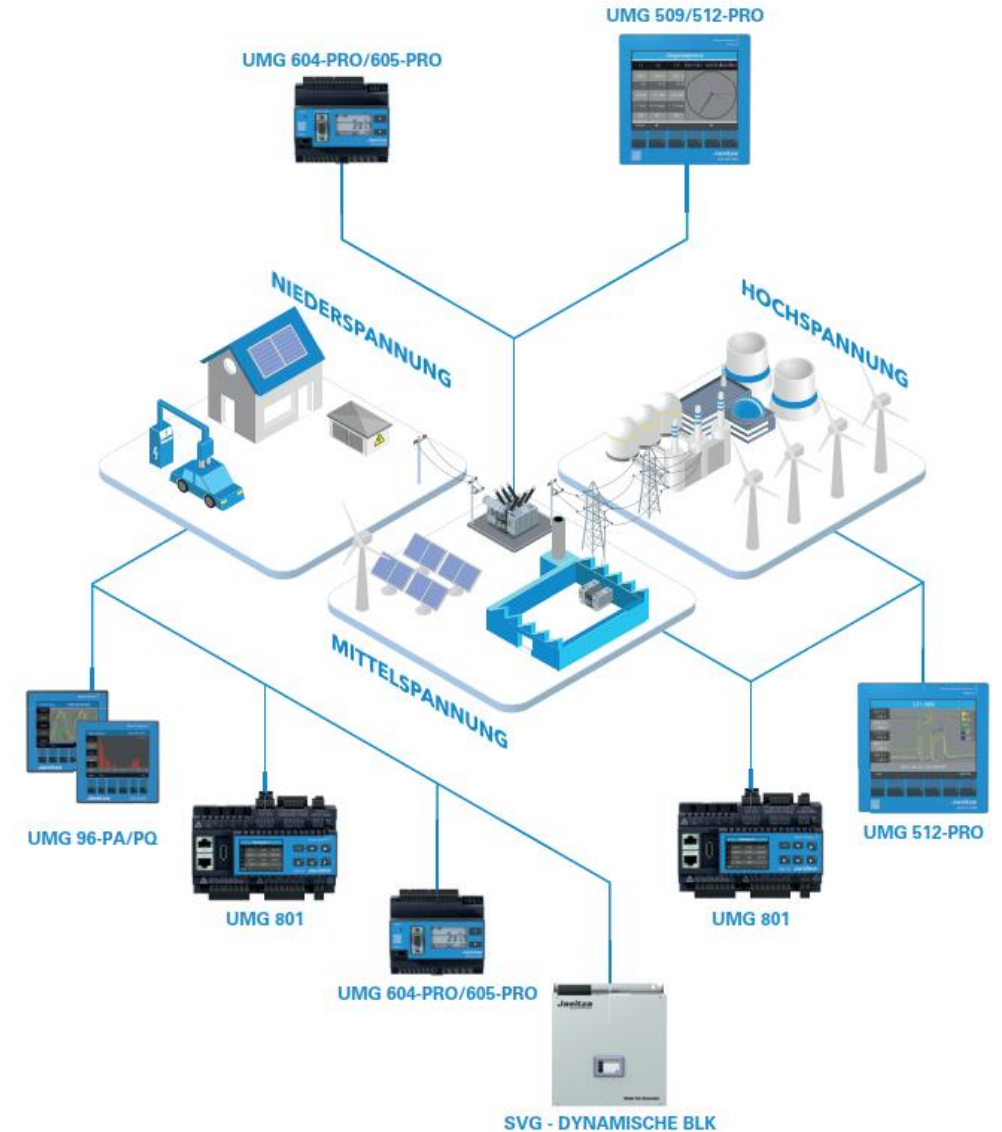 UMG 509/512-PRO
UMG 604-PRO/605-PRO
NIEDERSPANNUNG
HOCHSPANNUNG
MITTELSPANNUNG
UMG 96-PA/PQ
UMG 801
UMG 604-PRO/605-PRO
Janitza
SVG - DYNAMISCHE BLK
UMG 801
UMG 512-PRO